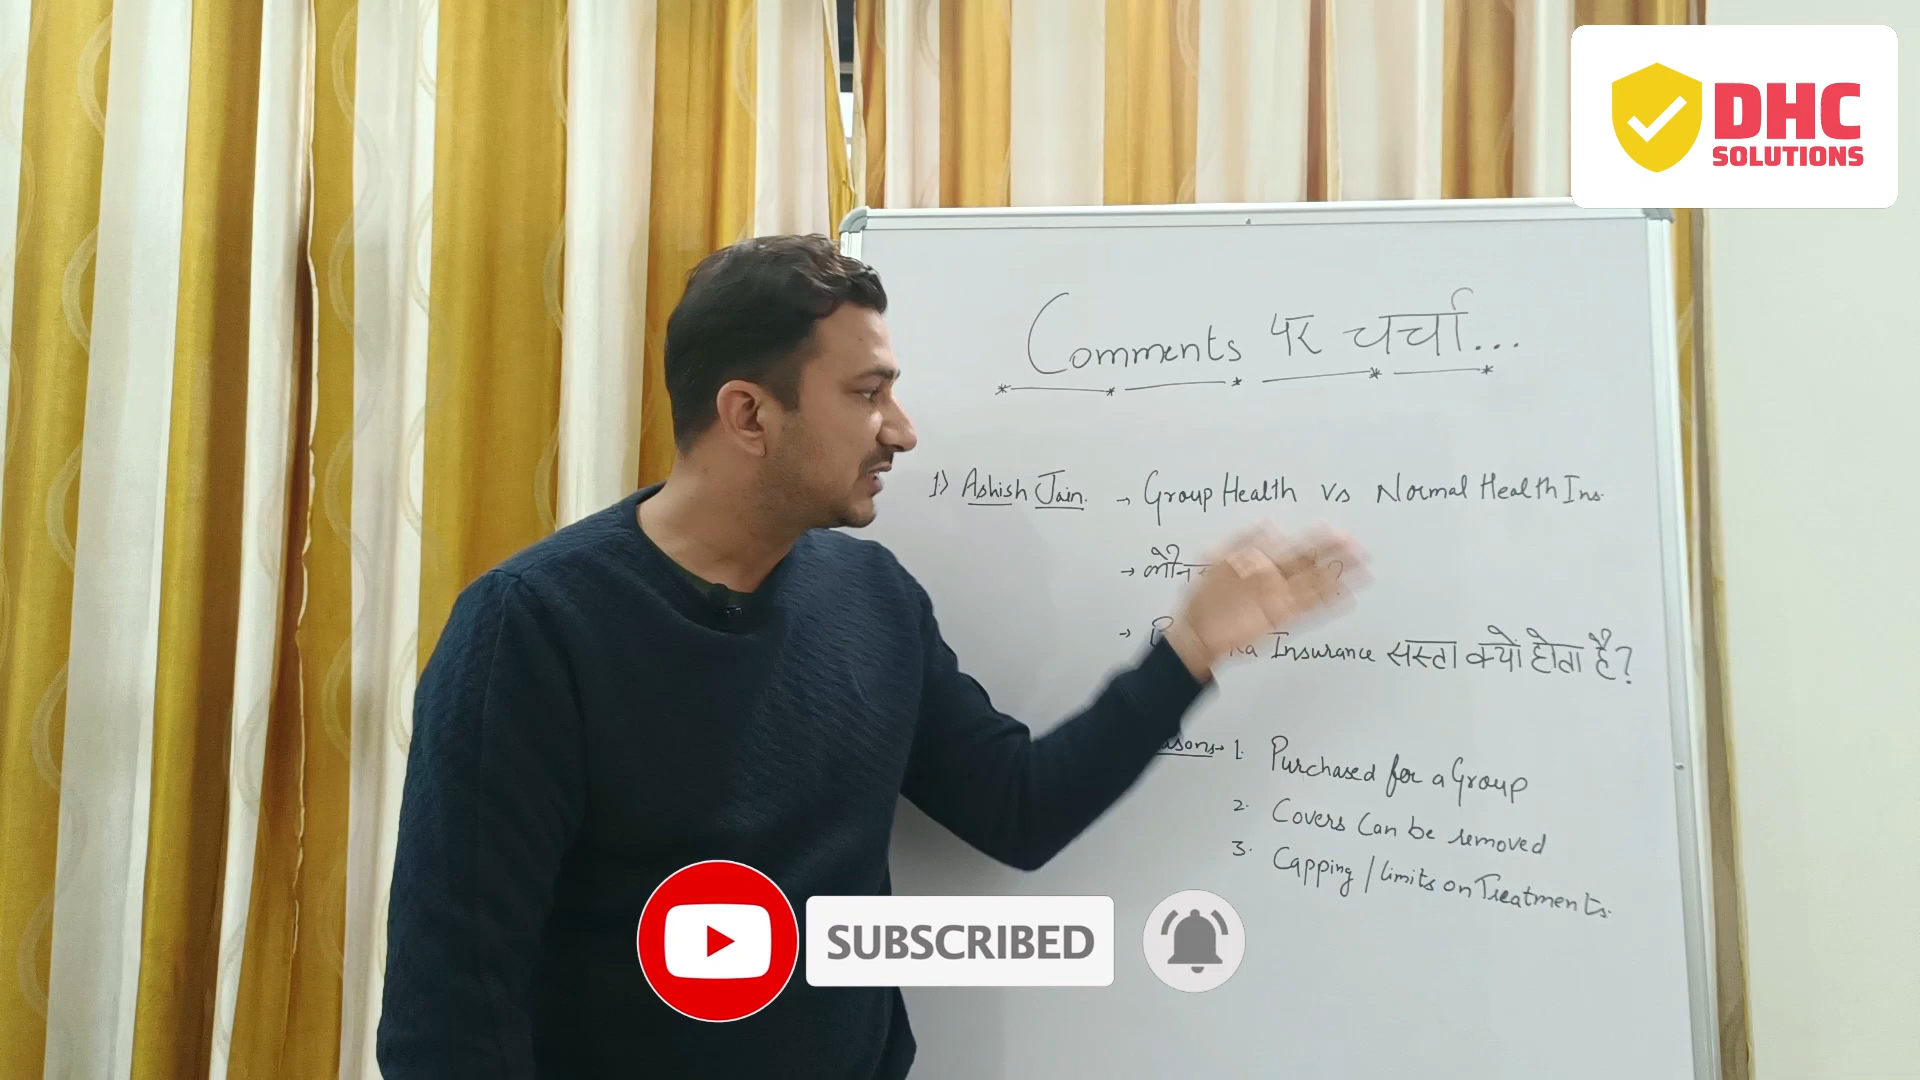 DHC
SOLUTIONS
Comments पर चर्चा...
1) Ashish Jain. → Group Health vs Normal Health Ins.
→ कौन
Insurance सस्ता क्यों होता है?
1. Purchased for a Group
2. Covers Can be removed
3. Capping / limits on Treatments.
SUBSCRIBED